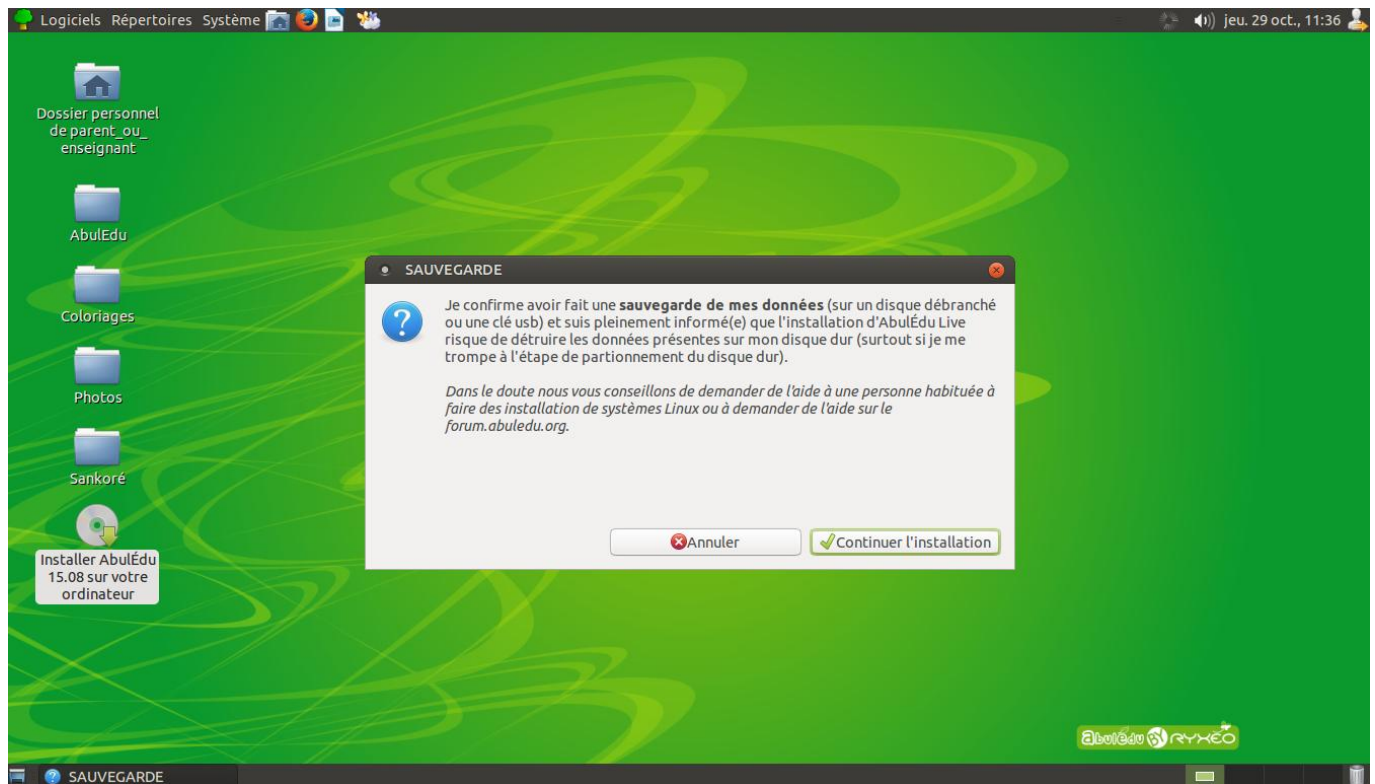 Logiciels Répertoires Système
jeu. 29 oct., 11:36
Dossier personnel
de parent_ou_
enseignant
AbulEdu
Coloriages
Photos
Sankoré
Installer AbulÉdu
15.08 sur votre
ordinateur
SAUVEGARDE
Je confirme avoir fait une sauvegarde de mes données (sur un disque débranché
ou une clé usb) et suis pleinement informé(e) que l'installation d'AbulÉdu Live
risque de détruire les données présentes sur mon disque dur (surtout si je me
trompe à l'étape de partionnement du disque dur).
Dans le doute nous vous conseillons de demander de l'aide à une personne habituée à
faire des installation de systèmes Linux ou à demander de l'aide sur le
forum.abuledu.org.
Annuler
Continuer l'installation
abulédu RYXÉO
SAUVEGARDE